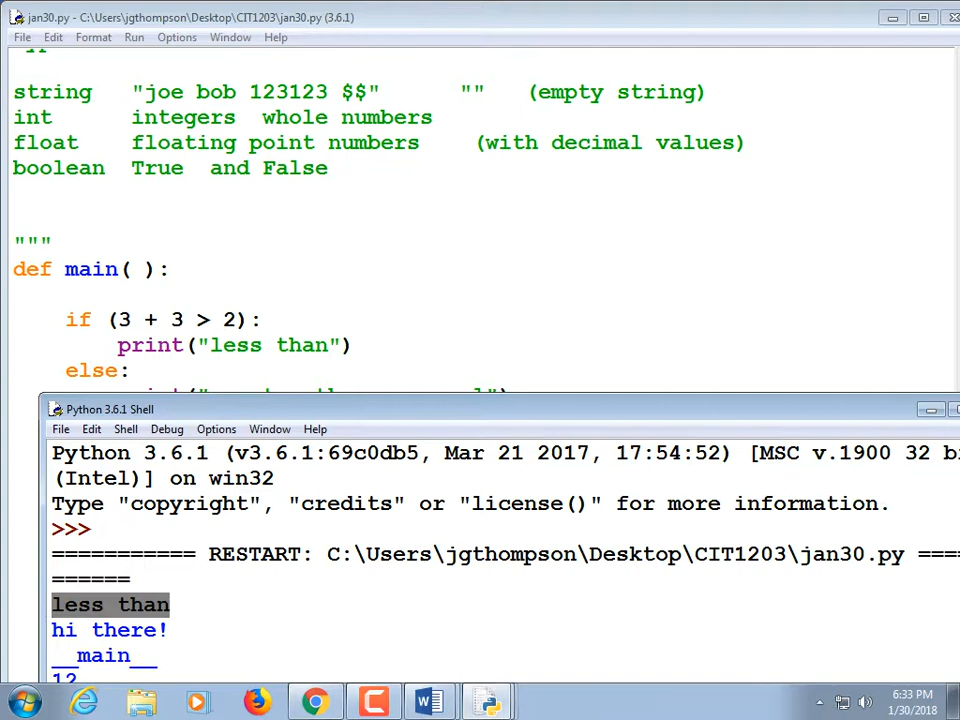 jan30.py - C:\Users\jgthompson\Desktop\CIT1203\jan30.py (3.6.1)
File Edit Format Run Options Window Help
string "joe bob 123123 $$" "" (empty string)
int integers whole numbers
float floating point numbers (with decimal values)
boolean True and False
"""
def main( ):
if (3 + 3 > 2):
print("less than")
else:
Python 3.6.1 Shell
File Edit Shell Debug Options Window Help
Python 3.6.1 (v3.6.1:69c0db5, Mar 21 2017, 17:54:52) [MSC v.1900 32 bi
(Intel)] on win32
Type "copyright", "credits" or "license()" for more information.
>>>
=========== RESTART: C:\Users\jgthompson\Desktop\CIT1203\jan30.py ====
======
less than
hi there!
__main__
12
6:33 PM
1/30/2018